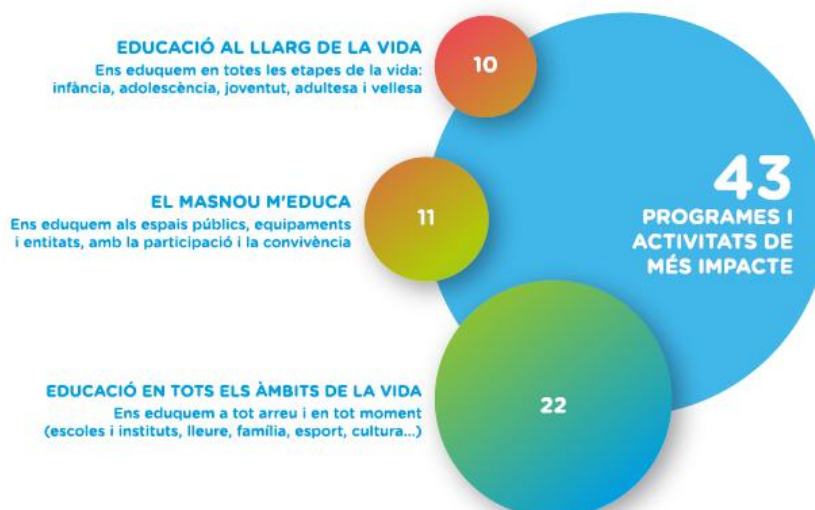 EDUCACIÓ AL LLARG DE LA VIDA
Ens eduquem en totes les etapes de la vida:
infància, adolescència, joventut, adultesa i vellesa
10
EL MASNOU M'EDUCA
Ens eduquem als espais públics, equipaments
i entitats, amb la participació i la convivència
11
43
PROGRAMES I
ACTIVITATS DE
MÉS IMPACTE
EDUCACIÓ EN TOTS ELS ÀMBITS DE LA VIDA
Ens eduquem a tot arreu i en tot moment
(escoles i instituts, lleure, família, esport, cultura...)
22